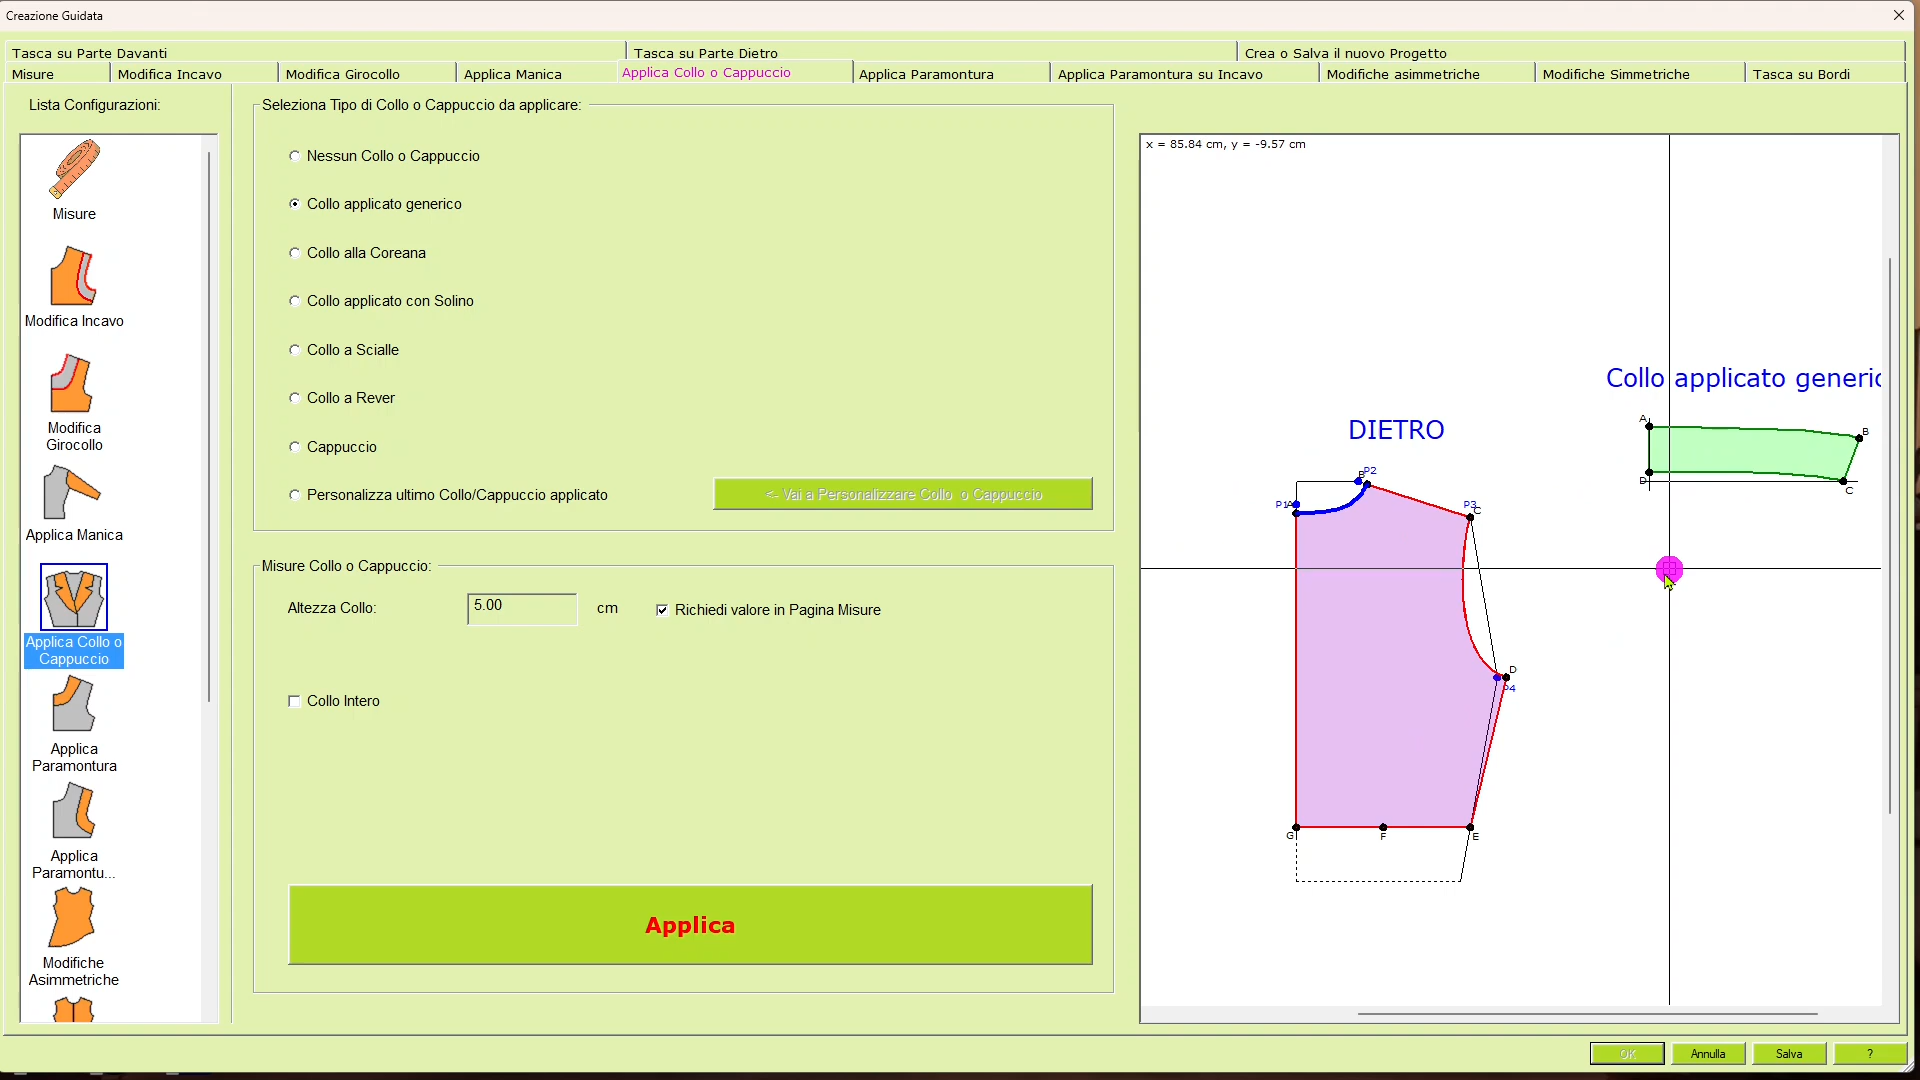 Creazione Guidata
Tasca su Parte Davanti
Tasca su Parte Dietro
Crea o Salva il nuovo Progetto
Misure
Modifica Incavo
Modifica Girocollo
Applica Manica
Applica Collo o Cappuccio
Applica Paramontura
Applica Paramontura su Incavo
Modifiche asimmetriche
Modifiche Simmetriche
Tasca su Bordi
Lista Configurazioni:
Misure
Modifica Incavo
Modifica
Girocollo
Applica Manica
Applica Collo o
Cappuccio
Applica
Paramontura
Applica
Paramontu...
Modifiche
Asimmetriche
Seleziona Tipo di Collo o Cappuccio da applicare:
Nessun Collo o Cappuccio
Collo applicato generico
Collo alla Coreana
Collo applicato con Solino
Collo a Scialle
Collo a Rever
Cappuccio
Personalizza ultimo Collo/Cappuccio applicato
<- Vai a Personalizzare Collo o Cappuccio
Misure Collo o Cappuccio:
Altezza Collo:
5.00
cm
Richiedi valore in Pagina Misure
Collo Intero
Applica
x = 85.84 cm, y = -9.57 cm
Collo applicato generic
A
B
D
C
DIETRO
B
P2
P1
A
P3
C
D
P4
G
F
E
OK
Annulla
Salva
?